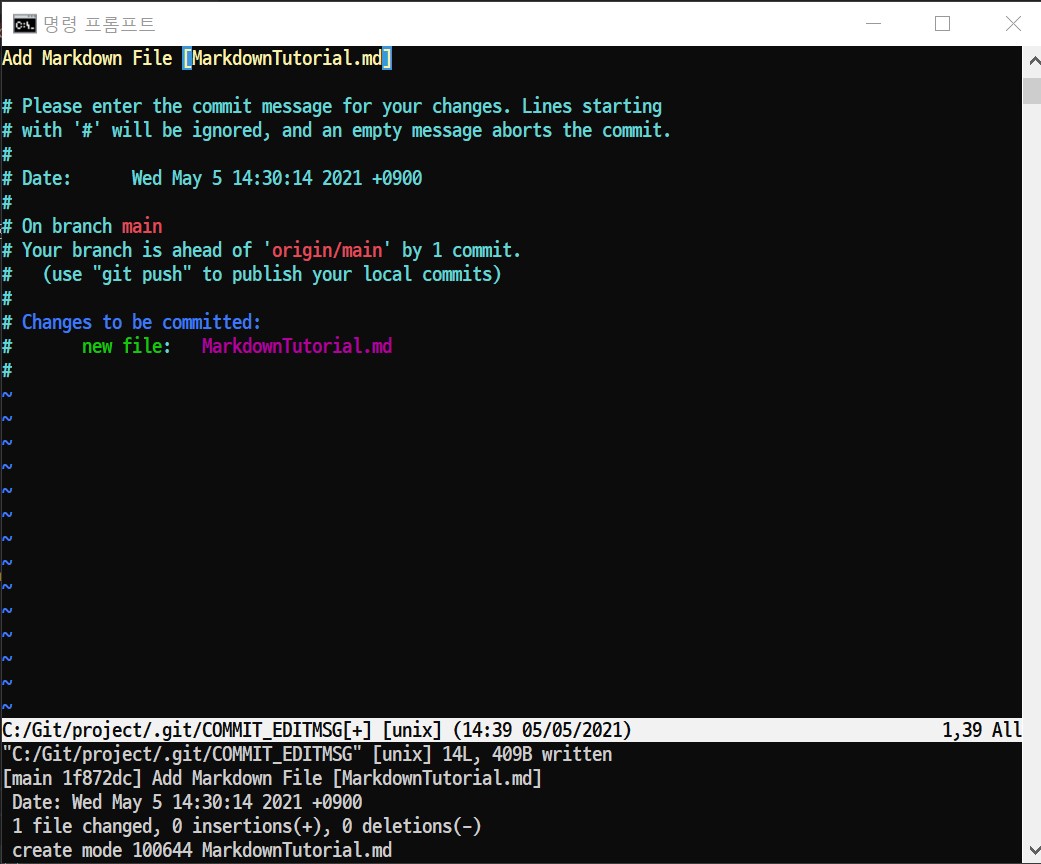 명령 프롬프트
Add Markdown File [MarkdownTutorial.md]
# Please enter the commit message for your changes. Lines starting
# with '#' will be ignored, and an empty message aborts the commit.
#
# Date:      Wed May 5 14:30:14 2021 +0900
#
# On branch main
# Your branch is ahead of 'origin/main' by 1 commit.
#   (use "git push" to publish your local commits)
#
# Changes to be committed:
#       new file:   MarkdownTutorial.md
#
~
~
~
~
~
~
~
~
~
~
~
~
~
~
C:/Git/project/.git/COMMIT_EDITMSG[+] [unix] (14:39 05/05/2021) 1,39 All
"C:/Git/project/.git/COMMIT_EDITMSG" [unix] 14L, 409B written
[main 1f872dc] Add Markdown File [MarkdownTutorial.md]
 Date: Wed May 5 14:30:14 2021 +0900
 1 file changed, 0 insertions(+), 0 deletions(-)
 create mode 100644 MarkdownTutorial.md